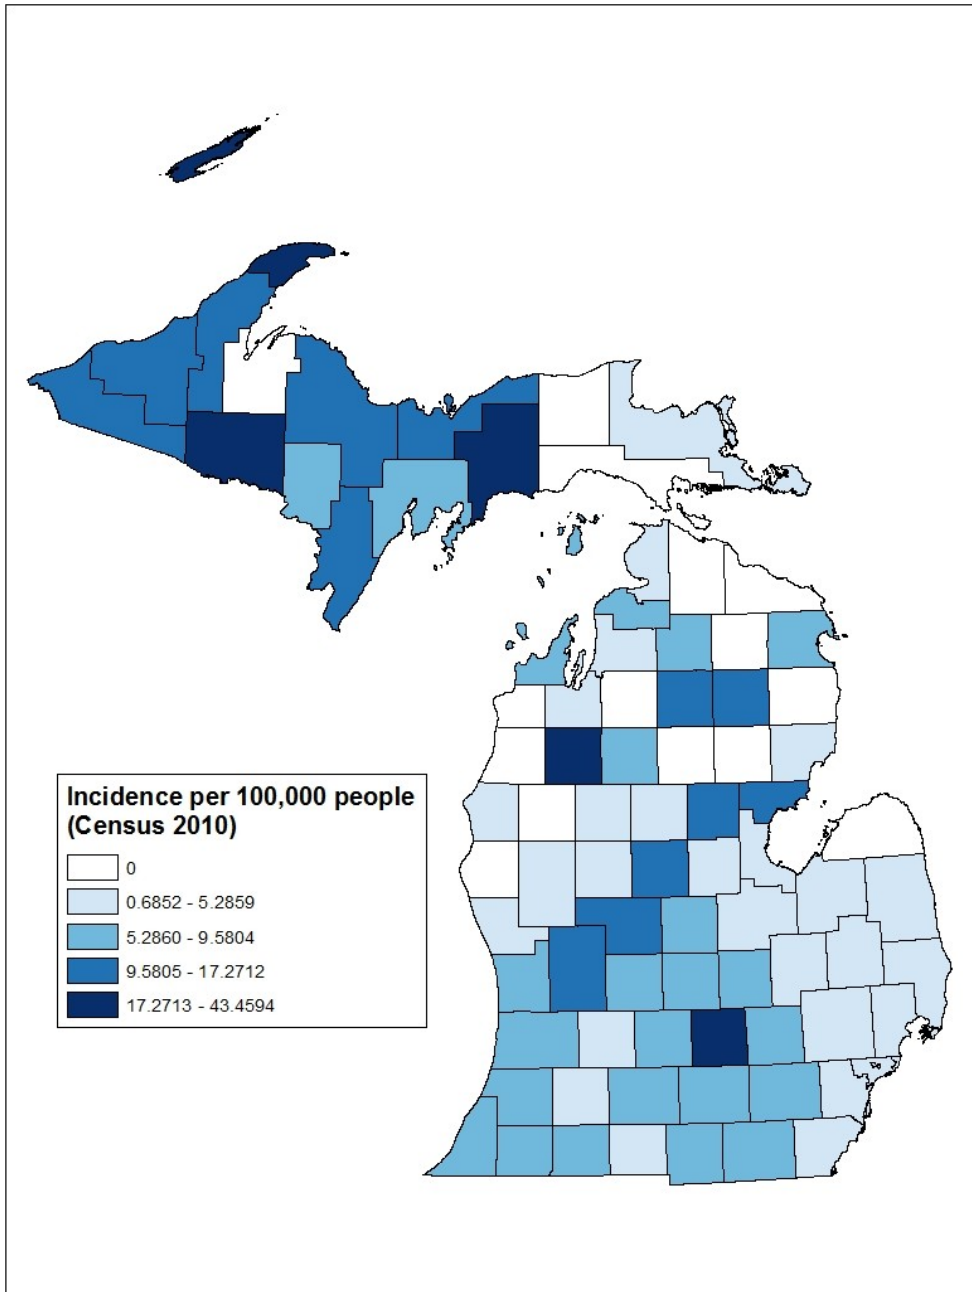 Incidence per 100,000 people
(Census 2010)
0
0.6852 - 5.2859
5.2860 - 9.5804
9.5805 - 17.2712
17.2713 - 43.4594